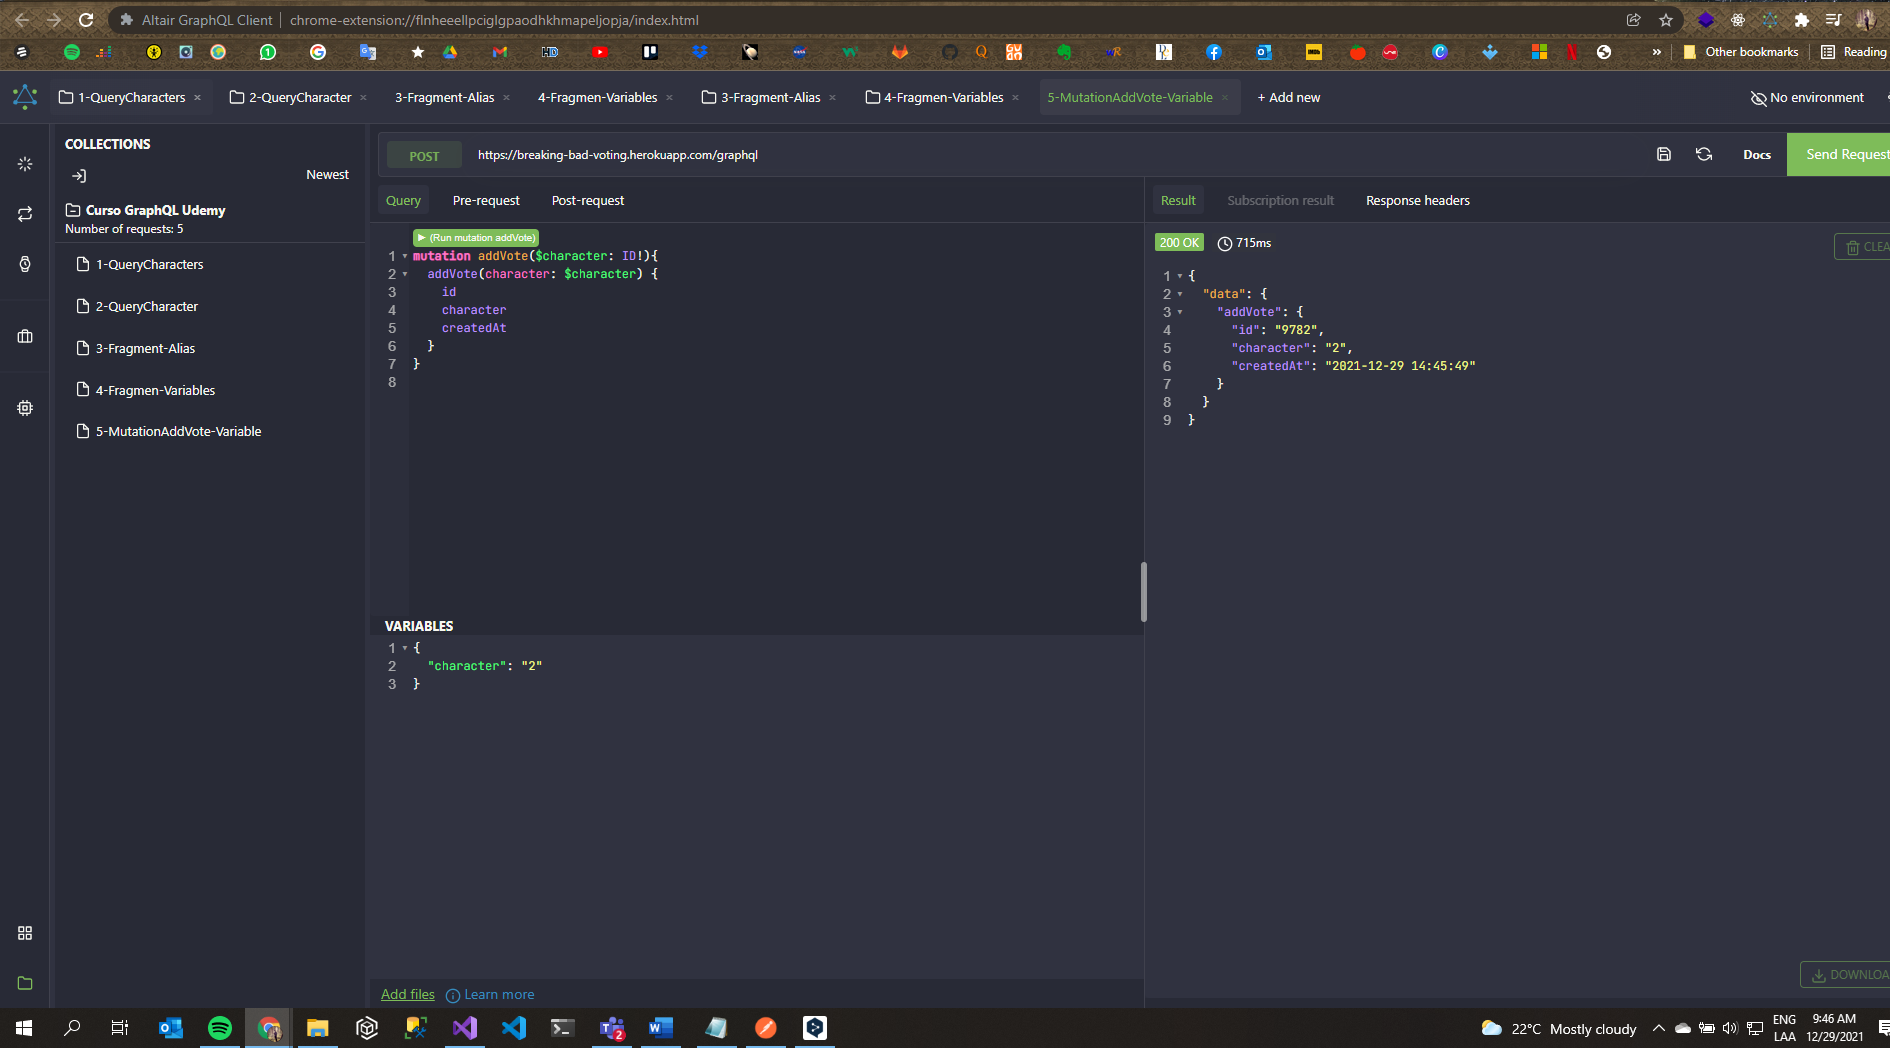 Altair GraphQL Client
chrome-extension://flnheeellpciglgpaodhkhmapeljopja/index.html
Other bookmarks
Reading
1-QueryCharacters ×
2-QueryCharacter ×
3-Fragment-Alias ×
4-Fragmen-Variables ×
3-Fragment-Alias ×
4-Fragmen-Variables ×
5-MutationAddVote-Variable ×
+ Add new
No environment
COLLECTIONS
Newest
Curso GraphQL Udemy
Number of requests: 5
1-QueryCharacters
2-QueryCharacter
3-Fragment-Alias
4-Fragmen-Variables
5-MutationAddVote-Variable
POST
https://breaking-bad-voting.herokuapp.com/graphql
Docs
Send Request
Query
Pre-request
Post-request
(Run mutation addVote)
1 mutation addVote($character: ID!){
2 addVote(character: $character) {
3 id
4 character
5 createdAt
6 }
7 }
8
VARIABLES
1 {
2 "character": "2"
3 }
Add files
Learn more
Result
Subscription result
Response headers
200 OK
715ms
CLEA
1 {
2 "data": {
3 "addVote": {
4 "id": "9782",
5 "character": "2",
6 "createdAt": "2021-12-29 14:45:49"
7 }
8 }
9 }
DOWNLOA
22°C Mostly cloudy
ENG
LAA
9:46 AM
12/29/2021